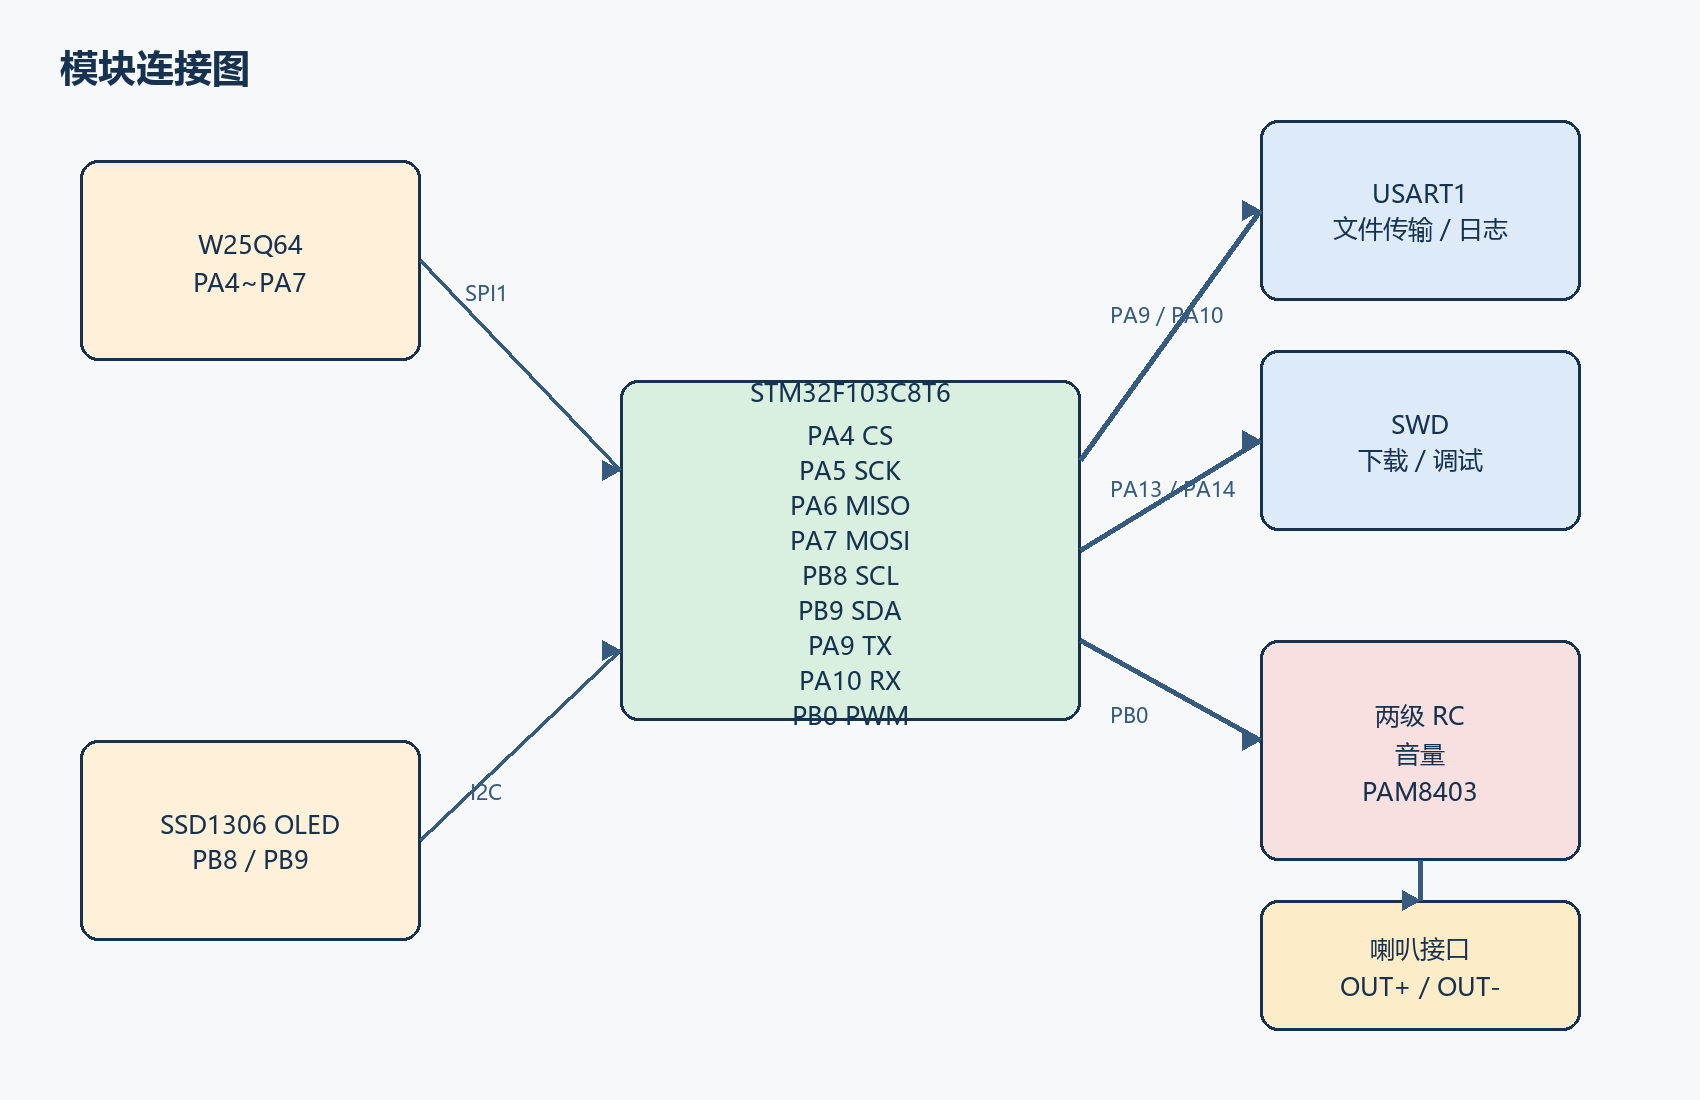 模块连接图
W25Q64
PA4~PA7
SPI1
SSD1306 OLED
PB8 / PB9
I2C
STM32F103C8T6
PA4 CS
PA5 SCK
PA6 MISO
PA7 MOSI
PB8 SCL
PB9 SDA
PA9 TX
PA10 RX
PB0 PWM
PA9 / PA10
USART1
文件传输 / 日志
PA13 / PA14
SWD
下载 / 调试
PB0
两级 RC
音量
PAM8403
喇叭接口
OUT+ / OUT-